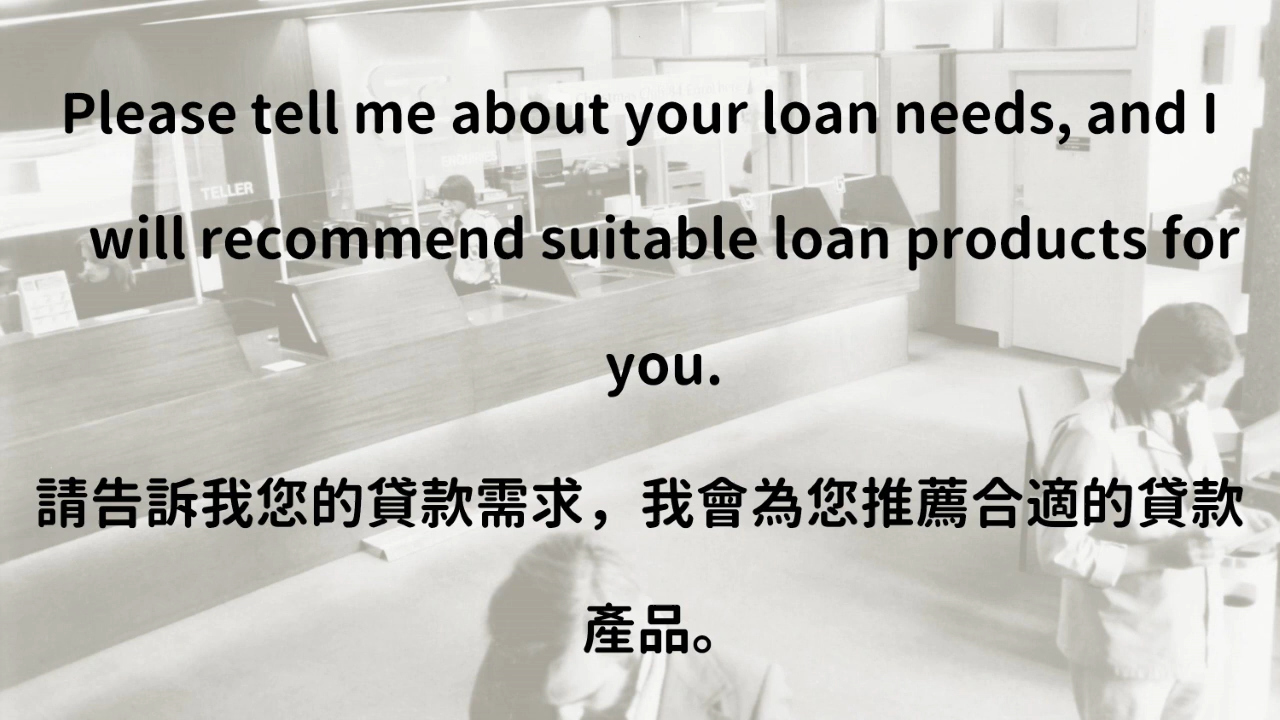 TELLER
Please tell me about your loan needs, and I
will recommend suitable loan products for
you.
請告訴我您的貸款需求，我會為您推薦合適的貸款
產品。